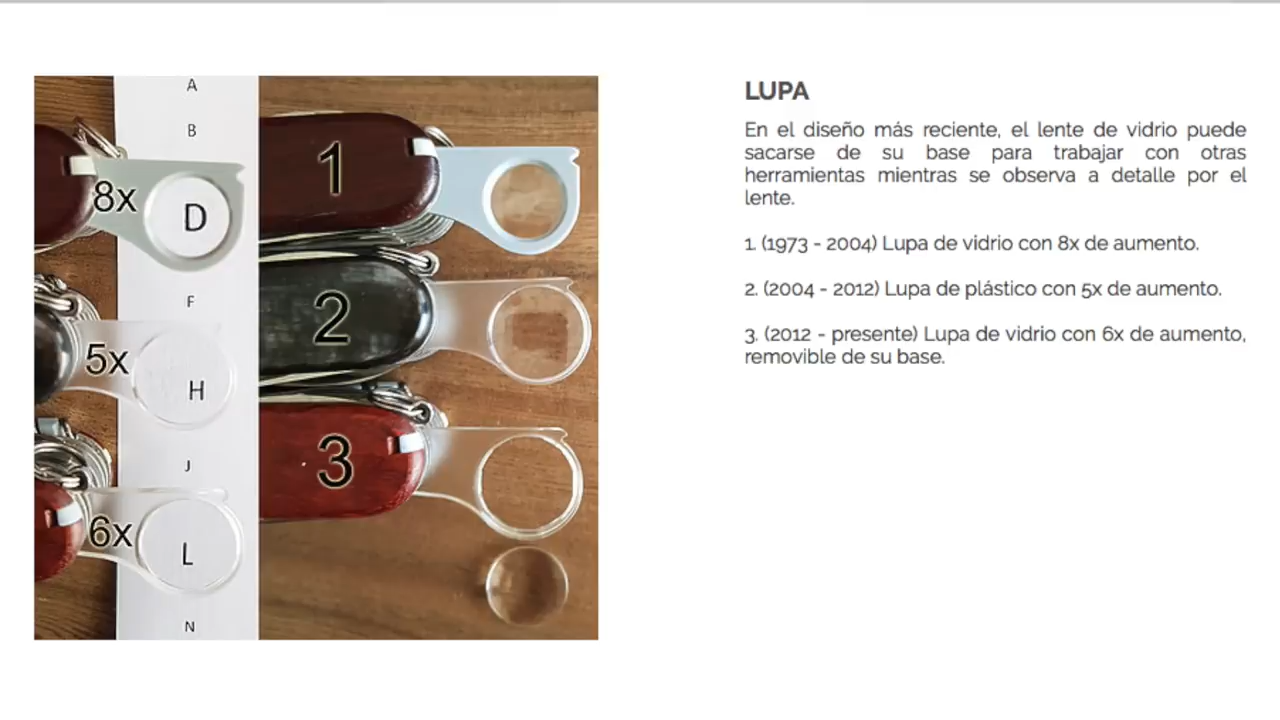 LUPA
En el diseño más reciente, el lente de vidrio puede
sacarse de su base para trabajar con otras
herramientas mientras se observa a detalle por el
lente.
1. (1973 - 2004) Lupa de vidrio con 8x de aumento.
2. (2004 - 2012) Lupa de plástico con 5x de aumento.
3. (2012 - presente) Lupa de vidrio con 6x de aumento,
removible de su base.
A
B
8x
D
F
5x
H
J
6x
L
N
1
2
3